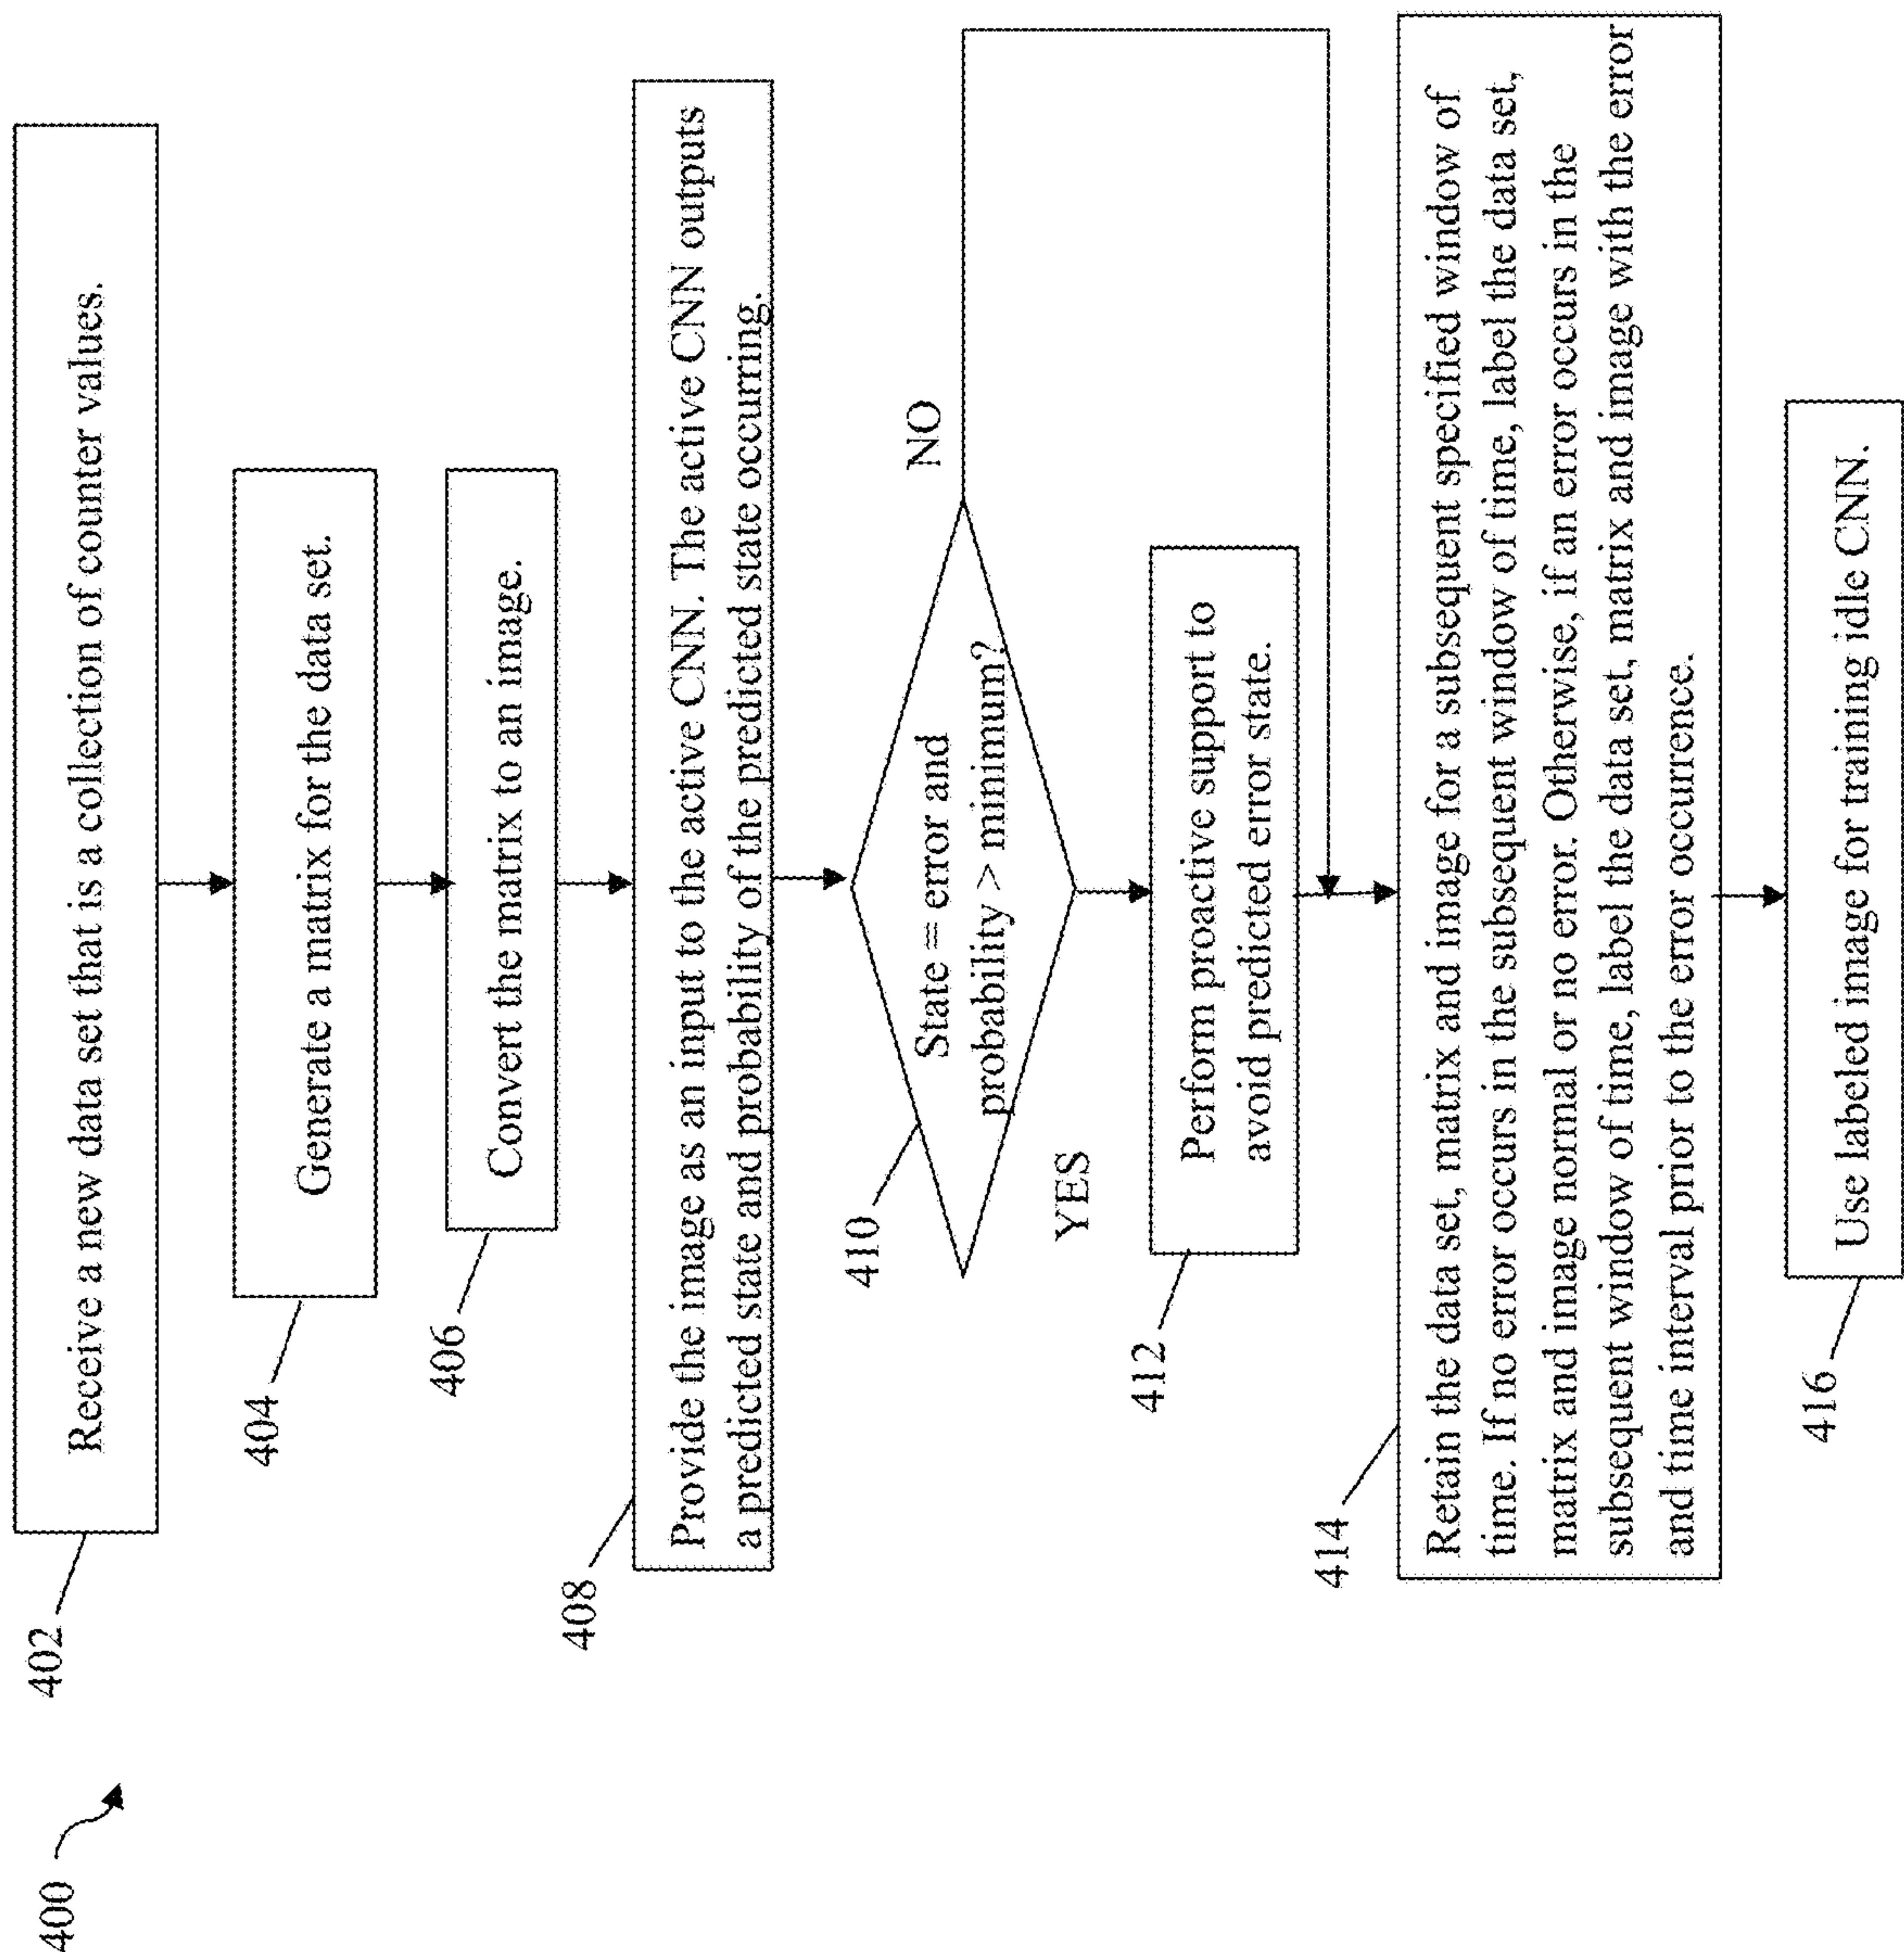 400
402
Receive a new data set that is a collection of counter values.
404
Generate a matrix for the data set.
406
Convert the matrix to an image.
408
Provide the image as an input to the active CNN. The active CNN outputs
a predicted state and probability of the predicted state occurring.
410
State = error and
probability > minimum?
NO
YES
412
Perform proactive support to
avoid predicted error state.
414
Retain the data set, matrix and image for a subsequent specified window of
time. If no error occurs in the subsequent window of time, label the data set,
matrix and image normal or no error. Otherwise, if an error occurs in the
subsequent window of time, label the data set, matrix and image with the error
and time interval prior to the error occurrence.
416
Use labeled image for training idle CNN.